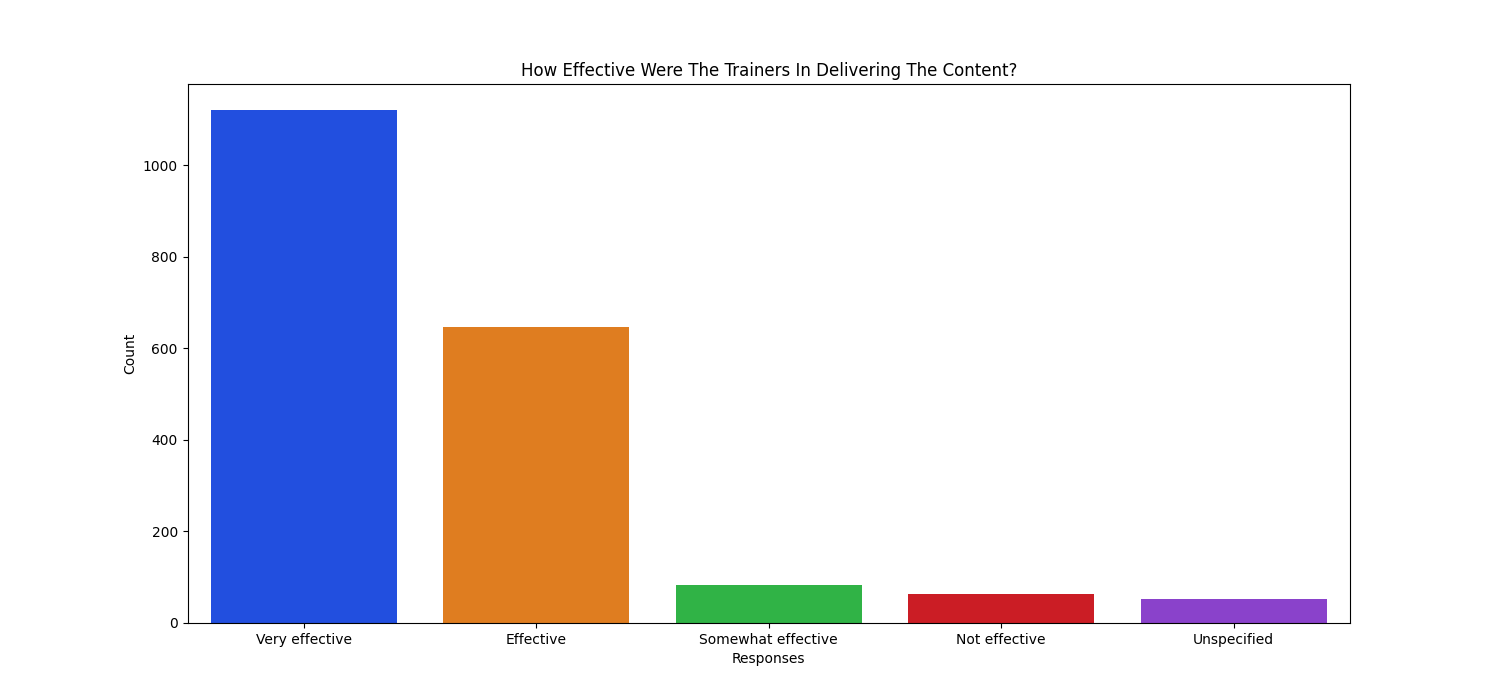 How Effective Were The Trainers In Delivering The Content?
1000
800
600
400
200
0
Count
Very effective
Effective
Somewhat effective
Not effective
Unspecified
Responses